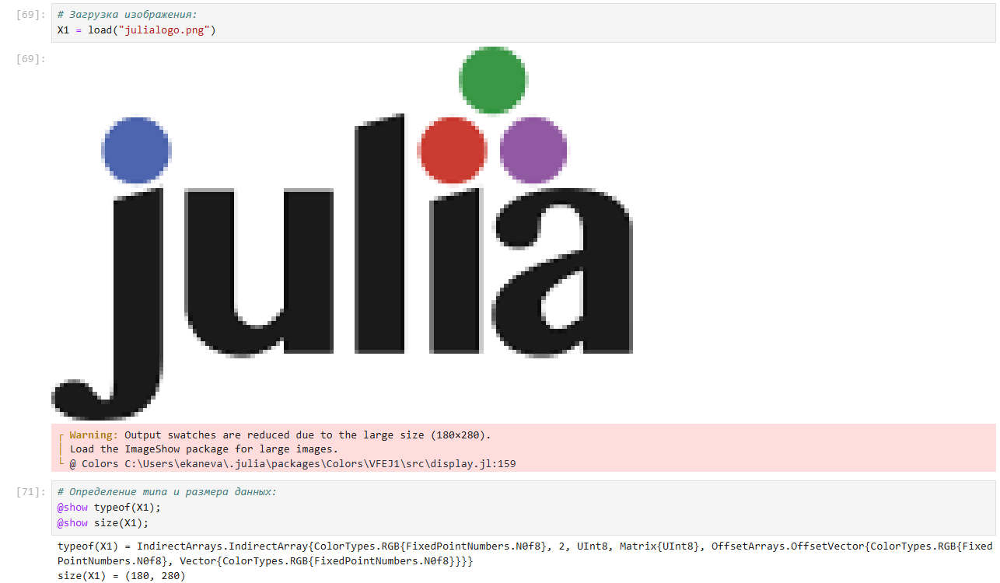 [69]: # Загрузка изображения:
X1 = load("julialogo.png")
[69]:
julia
┌ Warning: Output swatches are reduced due to the large size (180×280).
│ Load the ImageShow package for large images.
└ @ Colors C:\Users\ekaneva\.julia\packages\Colors\VFEJ1\src\display.jl:159
[71]: # Определение типа и размера данных:
@show typeof(X1);
@show size(X1);
typeof(X1) = IndirectArrays.IndirectArray{ColorTypes.RGB{FixedPointNumbers.N0f8}, 2, UInt8, Matrix{UInt8}, OffsetArrays.OffsetVector{ColorTypes.RGB{Fixed
PointNumbers.N0f8}, Vector{ColorTypes.RGB{FixedPointNumbers.N0f8}}}}
size(X1) = (180, 280)